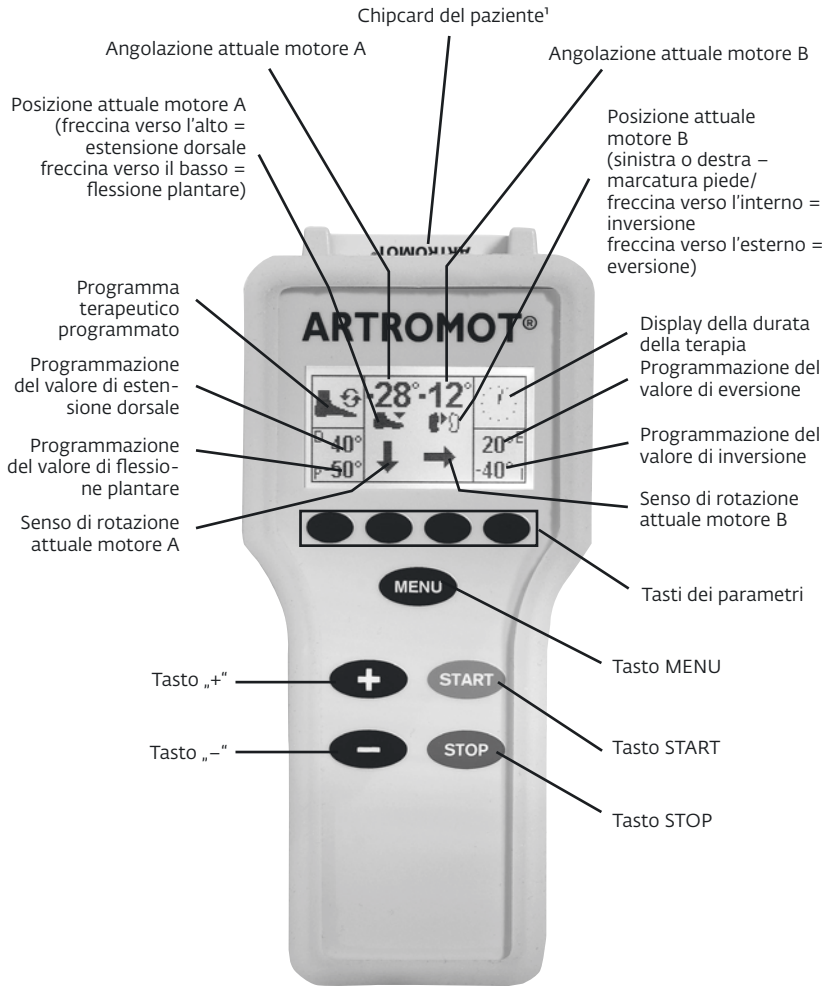 Chipcard del paziente¹
Angolazione attuale motore A
Angolazione attuale motore B
Posizione attuale motore A
(freccina verso l'alto =
estensione dorsale
freccina verso il basso =
flessione plantare)
Posizione attuale
motore B
(sinistra o destra –
marcatura piede/
freccina verso l'interno =
inversione
freccina verso l'esterno =
eversione)
Programma
terapeutico
programmato
Programmazione
del valore di esten-
sione dorsale
Programmazione
del valore di flessio-
ne plantare
Senso di rotazione
attuale motore A
Display della durata
della terapia
Programmazione del
valore di eversione
Programmazione del
valore di inversione
Senso di rotazione
attuale motore B
ARTROMOT
ARTROMOT®
-28° -12°
D 40°
P 50°
20° E
-40° I
Tasti dei parametri
MENU
Tasto MENU
Tasto „+“
+
START
Tasto START
Tasto „–“
–
STOP
Tasto STOP